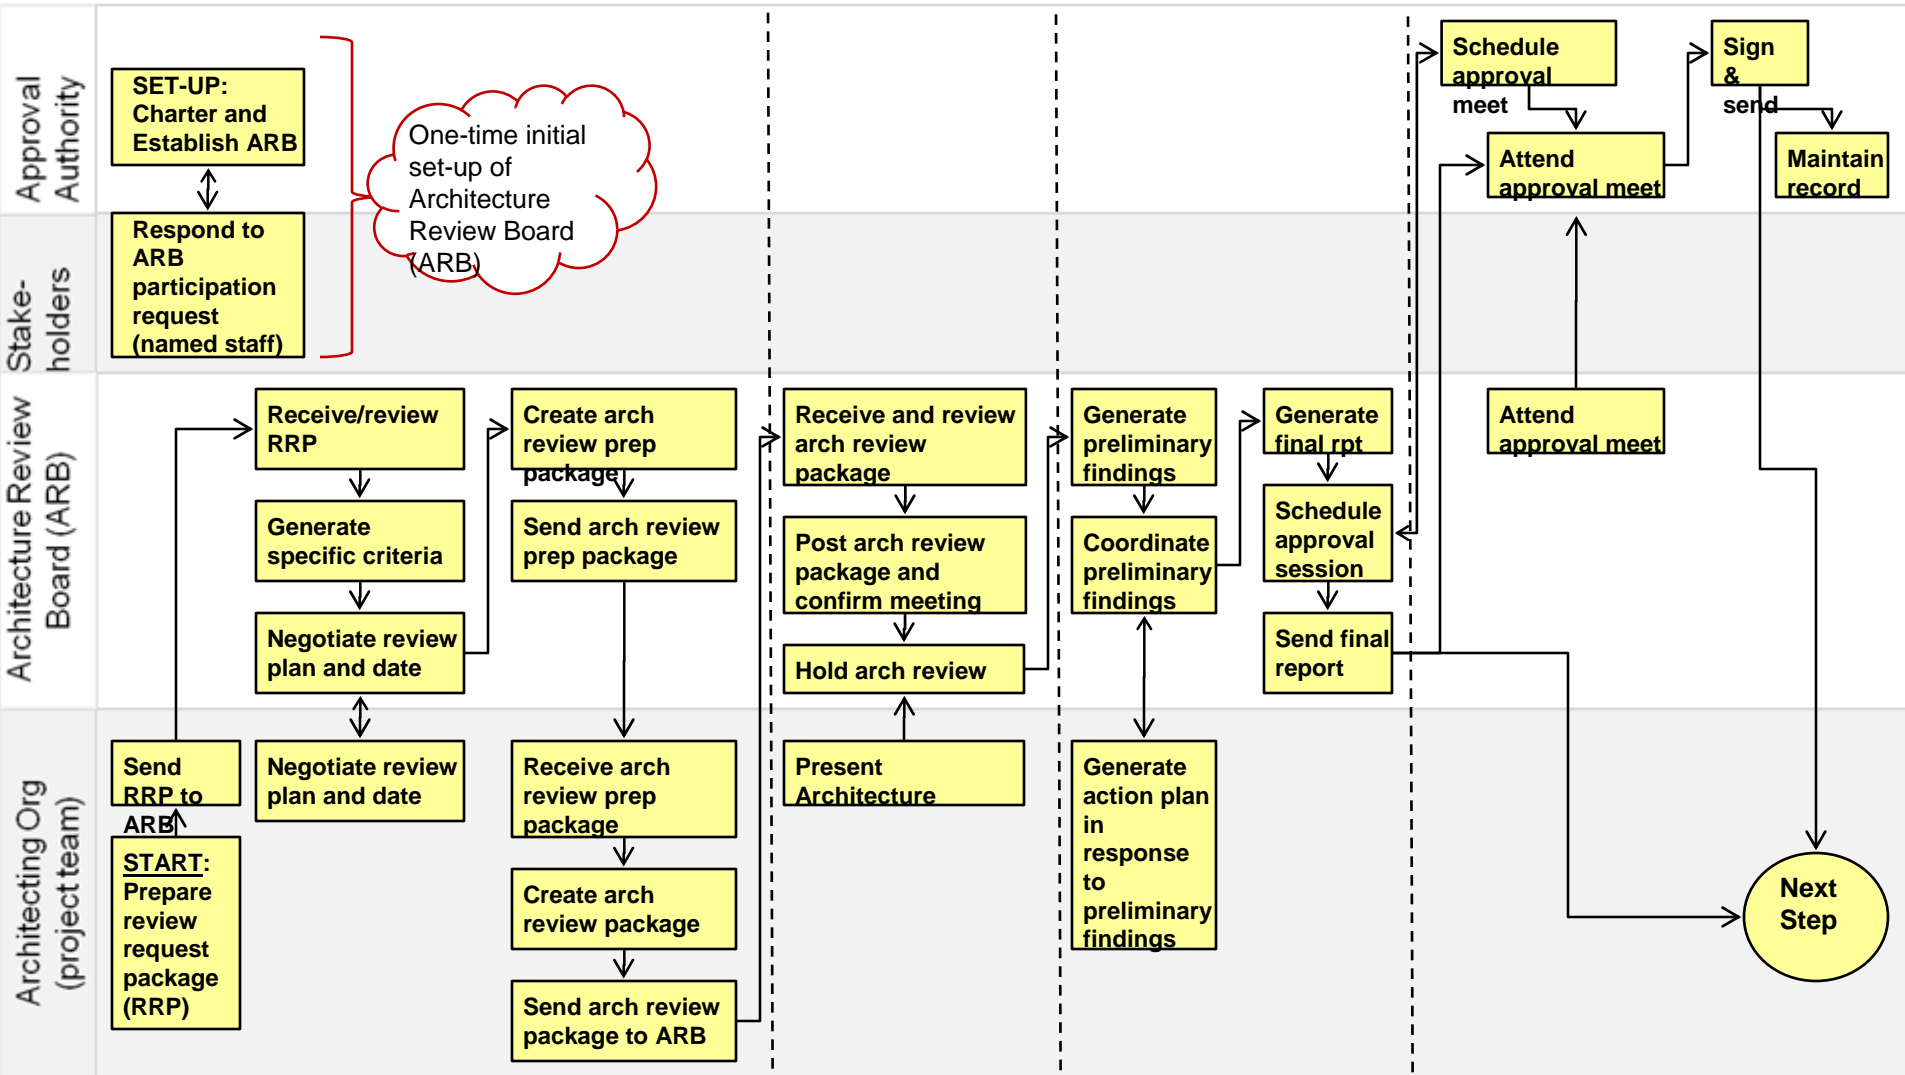 Approval
Authority
SET-UP:
Charter and
Establish ARB
One-time initial
set-up of
Architecture
Review Board
(ARB)
Schedule
approval
meet
Sign
&
send
Attend
approval meet
Maintain
record
Stake-
holders
Respond to
ARB
participation
request
(named staff)
Architecture Review
Board (ARB)
Receive/review
RRP
Generate
specific criteria
Negotiate review
plan and date
Create arch
review prep
package
Send arch review
prep package
Receive and review
arch review
package
Post arch review
package and
confirm meeting
Hold arch review
Generate
preliminary
findings
Coordinate
preliminary
findings
Generate
final rpt
Schedule
approval
session
Send final
report
Attend
approval meet
Architecting Org
(project team)
Send
RRP to
ARB
START:
Prepare
review
request
package
(RRP)
Negotiate review
plan and date
Receive arch
review prep
package
Create arch
review package
Send arch review
package to ARB
Present
Architecture
Generate
action plan
in
response
to
preliminary
findings
Next
Step